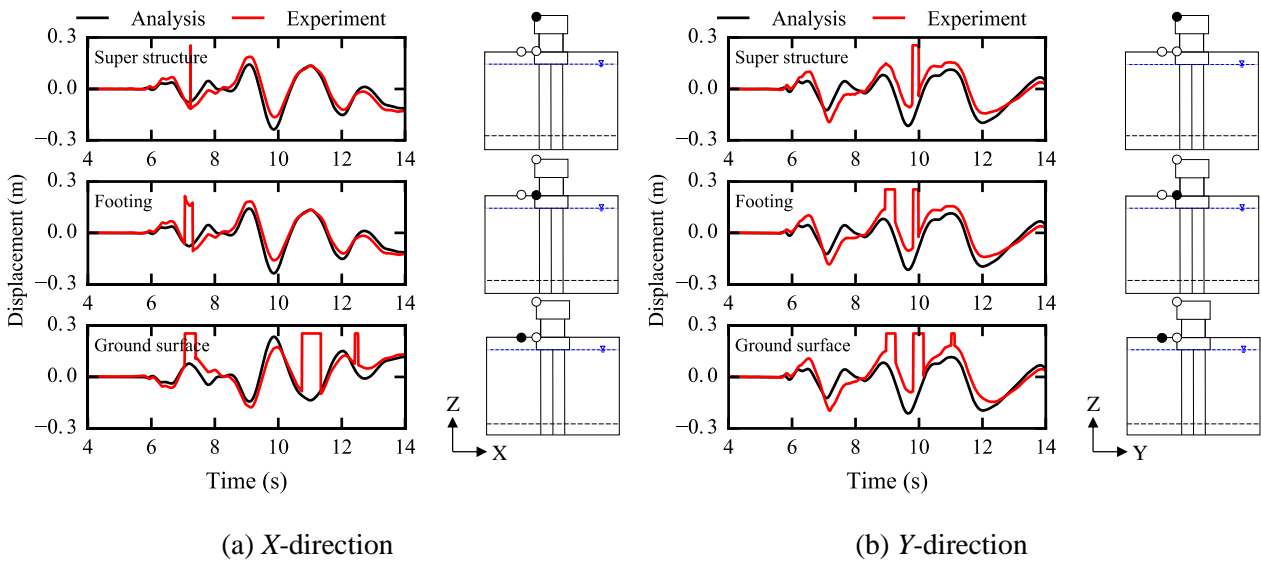 Analysis Experiment
0.3
0.0
−0.3
Super structure
4 6 8 10 12 14
0.3
0.0
−0.3
Footing
4 6 8 10 12 14
0.3
0.0
−0.3
Ground surface
4 6 8 10 12 14
Displacement (m)
Time (s)
Z
X
(a) X-direction
Analysis Experiment
0.3
0.0
−0.3
Super structure
4 6 8 10 12 14
0.3
0.0
−0.3
Footing
4 6 8 10 12 14
0.3
0.0
−0.3
Ground surface
4 6 8 10 12 14
Displacement (m)
Time (s)
Z
Y
(b) Y-direction